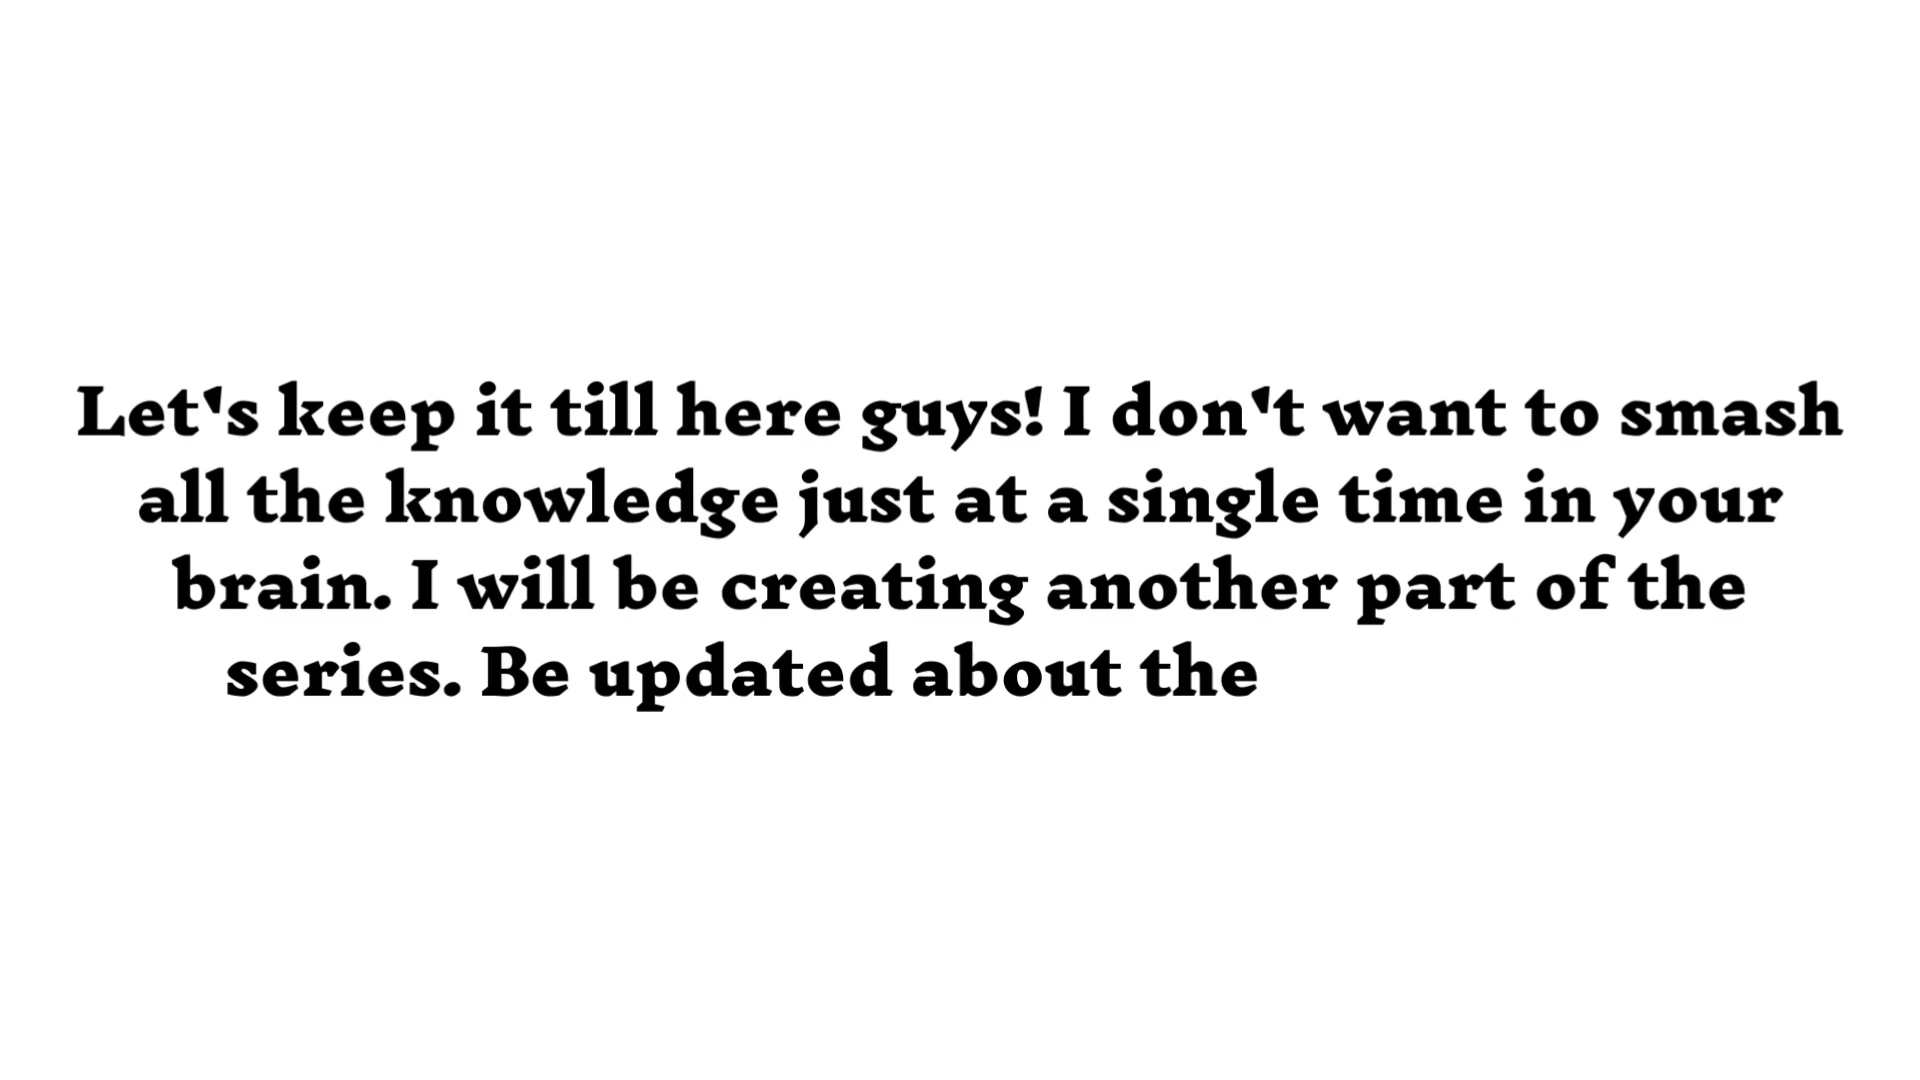 Let's keep it till here guys! I don't want to smash
all the knowledge just at a single time in your
brain. I will be creating another part of the
series. Be updated about the